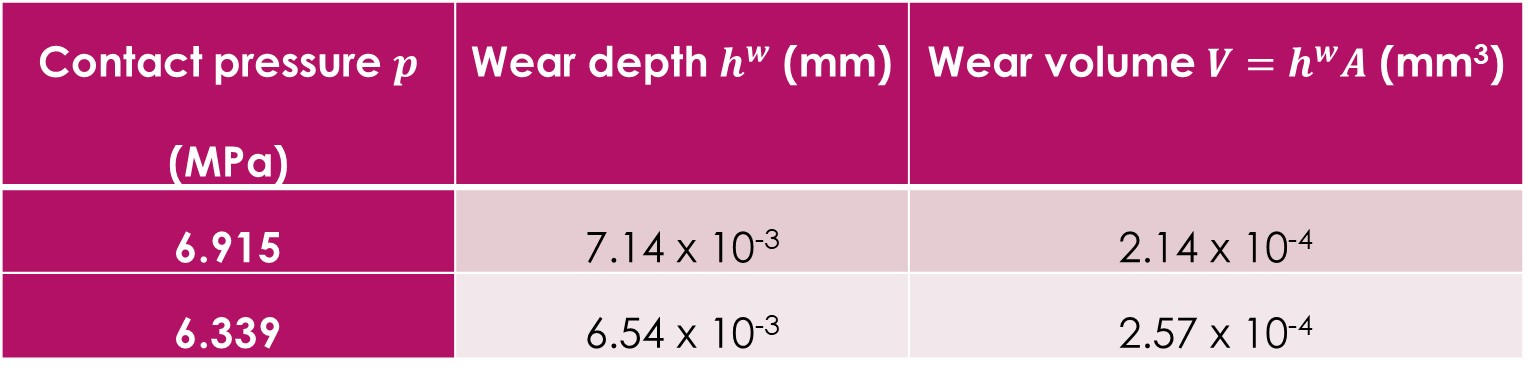 Contact pressure p (MPa) Wear depth hʷ (mm) Wear volume V = hʷA (mm³)
6.915 7.14 x 10⁻³ 2.14 x 10⁻⁴
6.339 6.54 x 10⁻³ 2.57 x 10⁻⁴